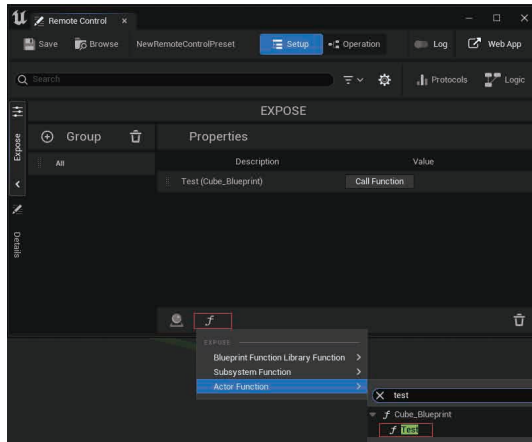 Remote Control ×
Save Browse NewRemoteControlPreset Setup Operation Log Web App
Search Protocols Logic
EXPOSE
Expose
Details
Group Properties
All
Description Value
Test (Cube_Blueprint) Call Function
f
EXPOSE
Blueprint Function Library Function >
Subsystem Function >
Actor Function >
test
f Cube_Blueprint
f Test